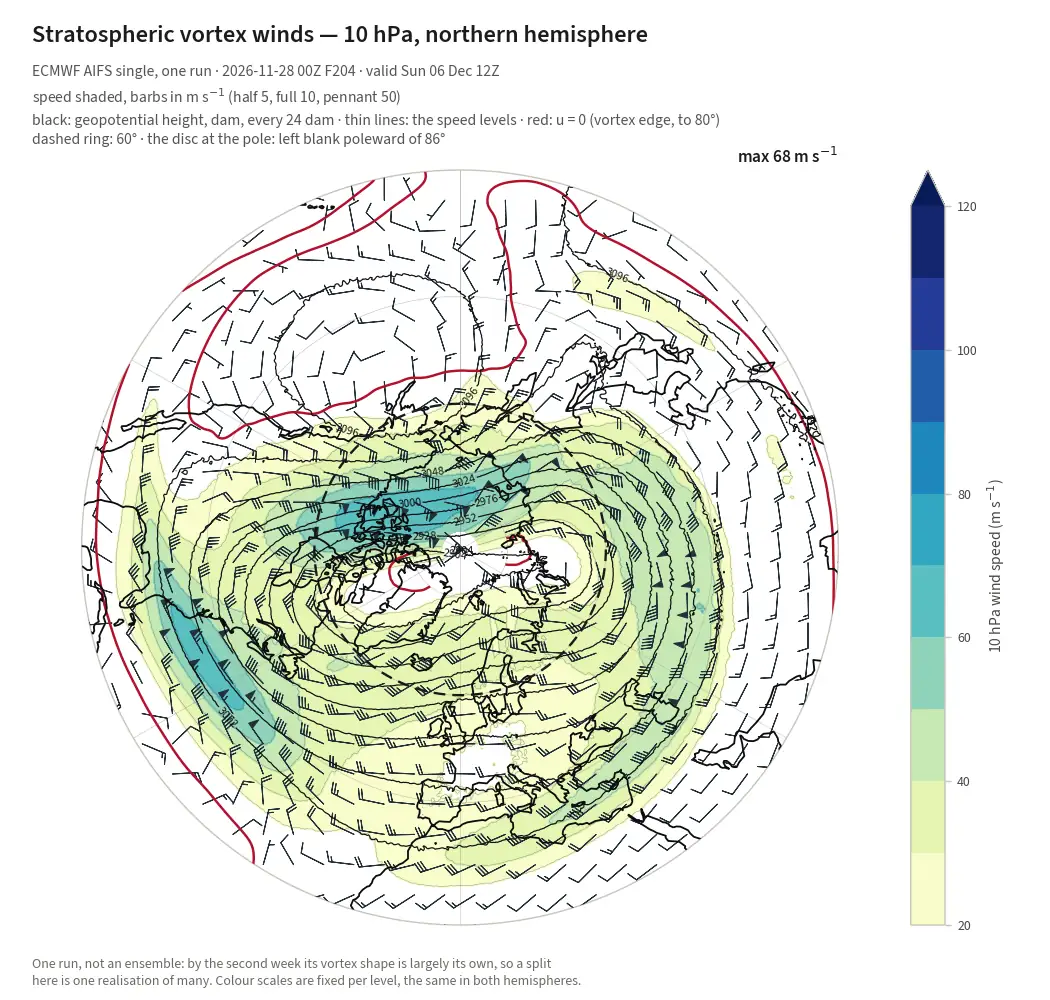 Stratospheric vortex winds — 10 hPa, northern hemisphere
ECMWF AIFS single, one run · 2026-11-28 00Z F204 · valid Sun 06 Dec 12Z
speed shaded, barbs in m s⁻¹ (half 5, full 10, pennant 50)
black: geopotential height, dam, every 24 dam · thin lines: the speed levels · red: u = 0 (vortex edge, to 80°)
dashed ring: 60° · the disc at the pole: left blank poleward of 86°
max 68 m s⁻¹
120
100
80
60
40
20
10 hPa wind speed (m s⁻¹)
3096
3096
3096
3048
3024
3000
2976
2952
2928
One run, not an ensemble: by the second week its vortex shape is largely its own, so a split
here is one realisation of many. Colour scales are fixed per level, the same in both hemispheres.